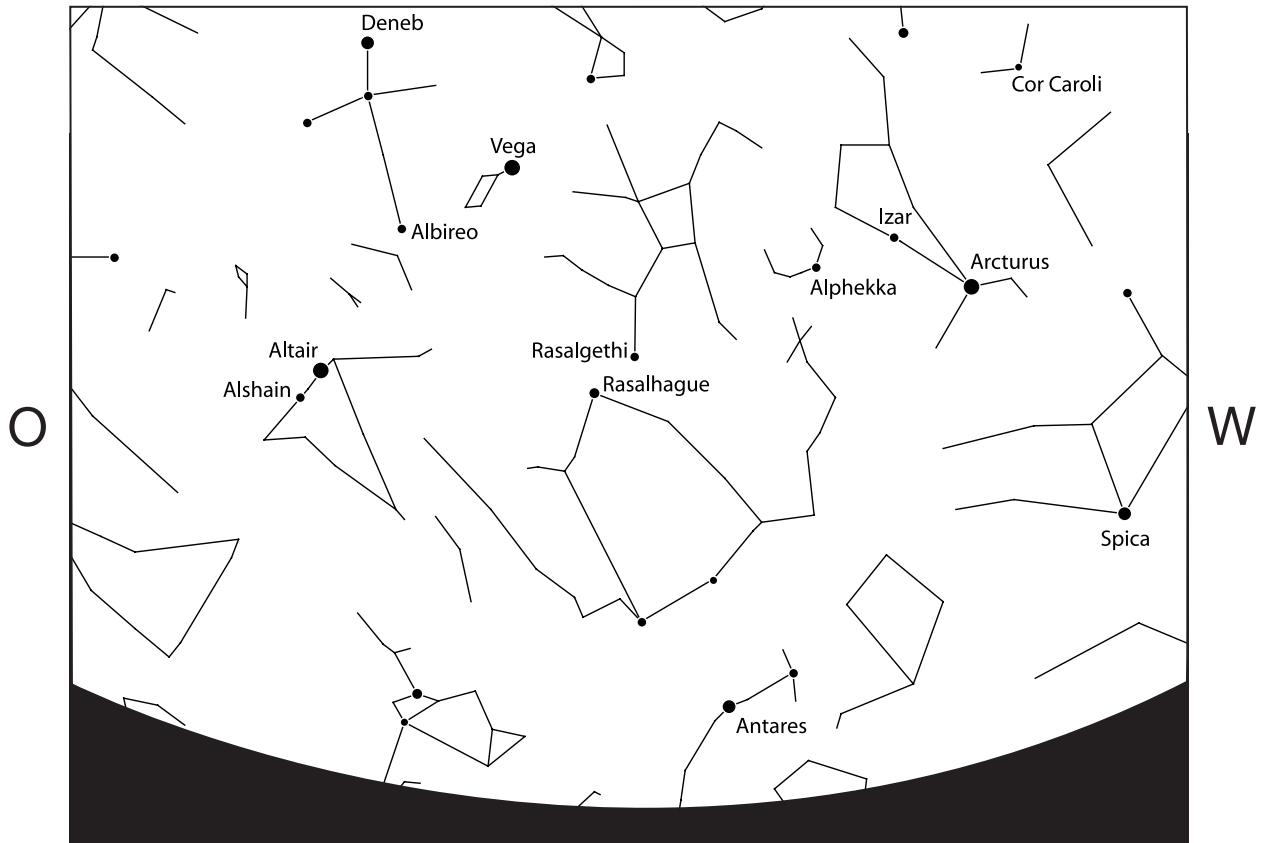 Deneb
Cor Caroli
Vega
Izar
Albireo
Arcturus
Alphekka
Altair
Rasalgethi
Alshain
Rasalhague
O
W
Spica
Antares